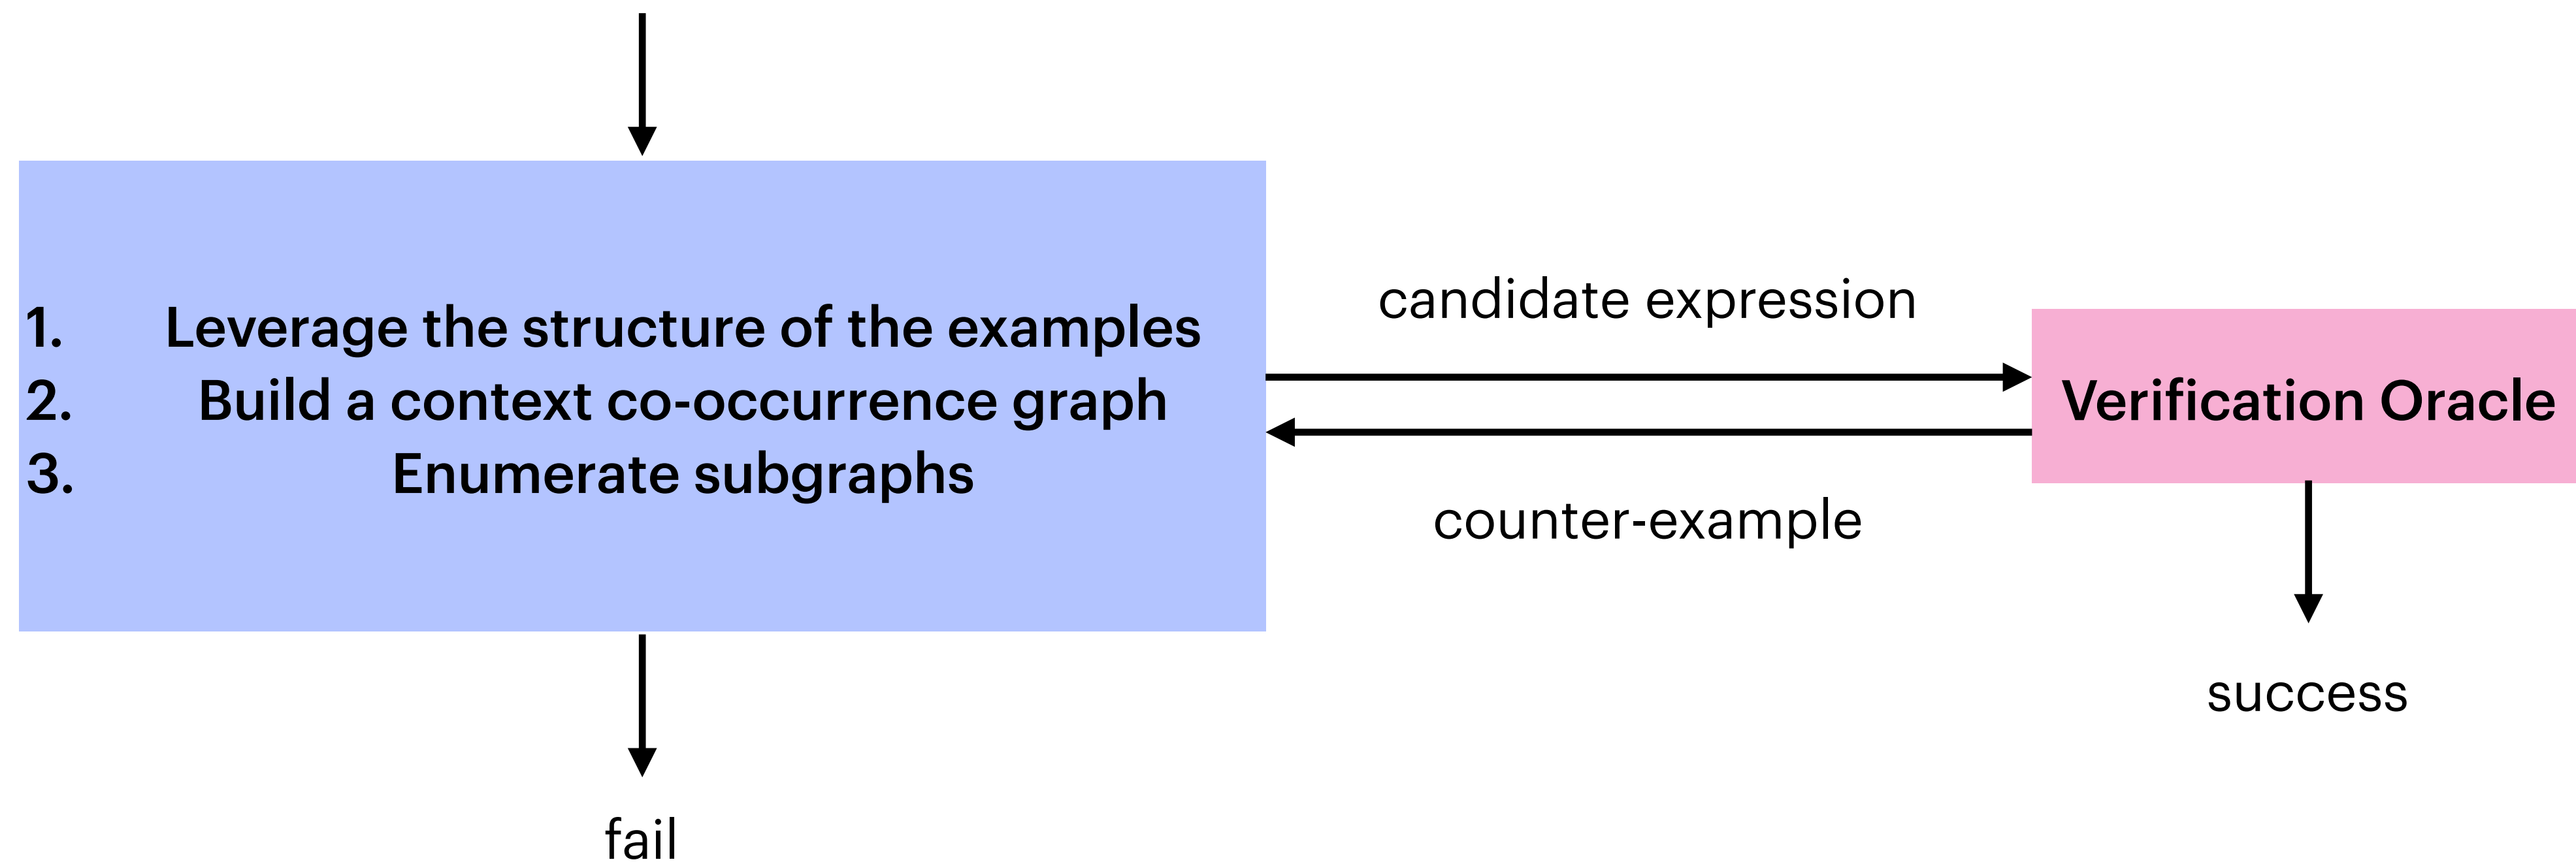 1. Leverage the structure of the examples
2. Build a context co-occurrence graph
3. Enumerate subgraphs
candidate expression
counter-example
Verification Oracle
success
fail